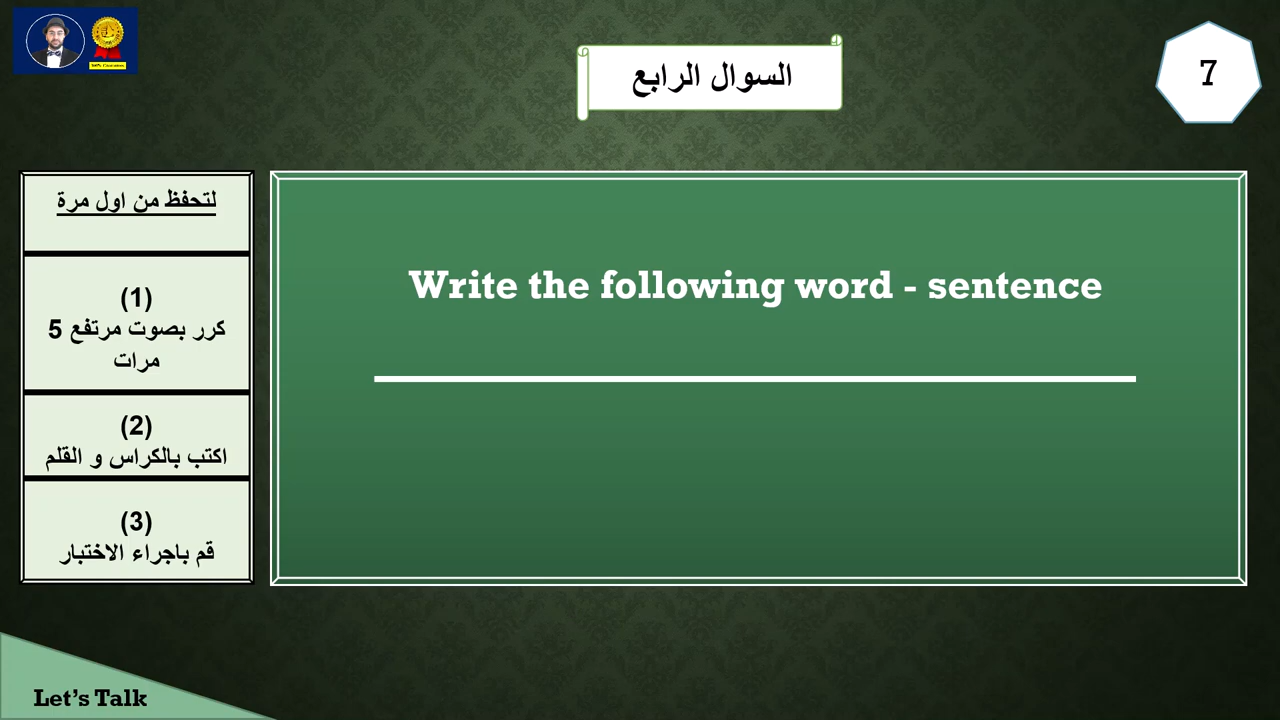 السوال الرابع
7
لتحفظ من اول مرة
(1)
كرر بصوت مرتفع 5
مرات
(2)
اكتب بالكراس و القلم
(3)
قم باجراء الاختبار
Write the following word - sentence
Let's Talk